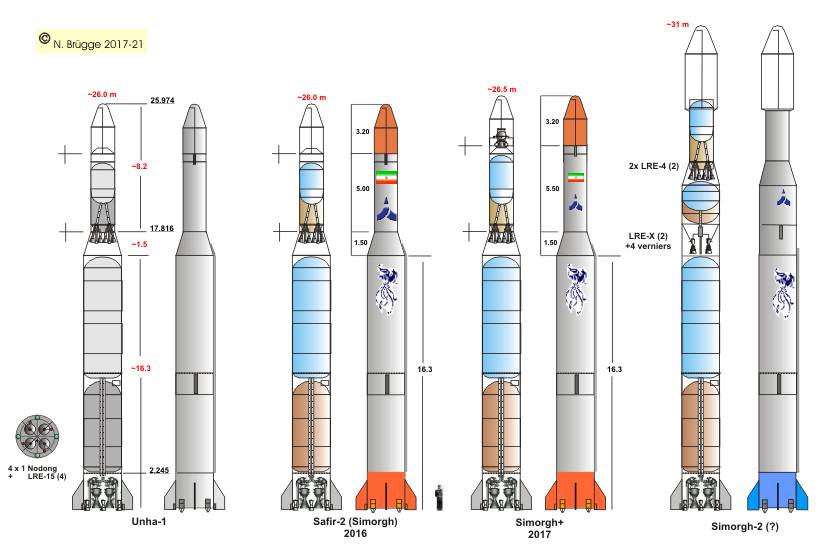 © N. Brügge 2017-21
~31 m
~26.0 m
25.974
~26.0 m
~26.5 m
3.20
3.20
~8.2
2x LRE-4 (2)
5.00
5.50
17.816
~1.5
1.50
1.50
LRE-X (2)
+4 verniers
~16.3
16.3
16.3
4 x 1 Nodong
+ LRE-15 (4)
2.245
Unha-1
Safir-2 (Simorgh)
2016
Simorgh+
2017
Simorgh-2 (?)